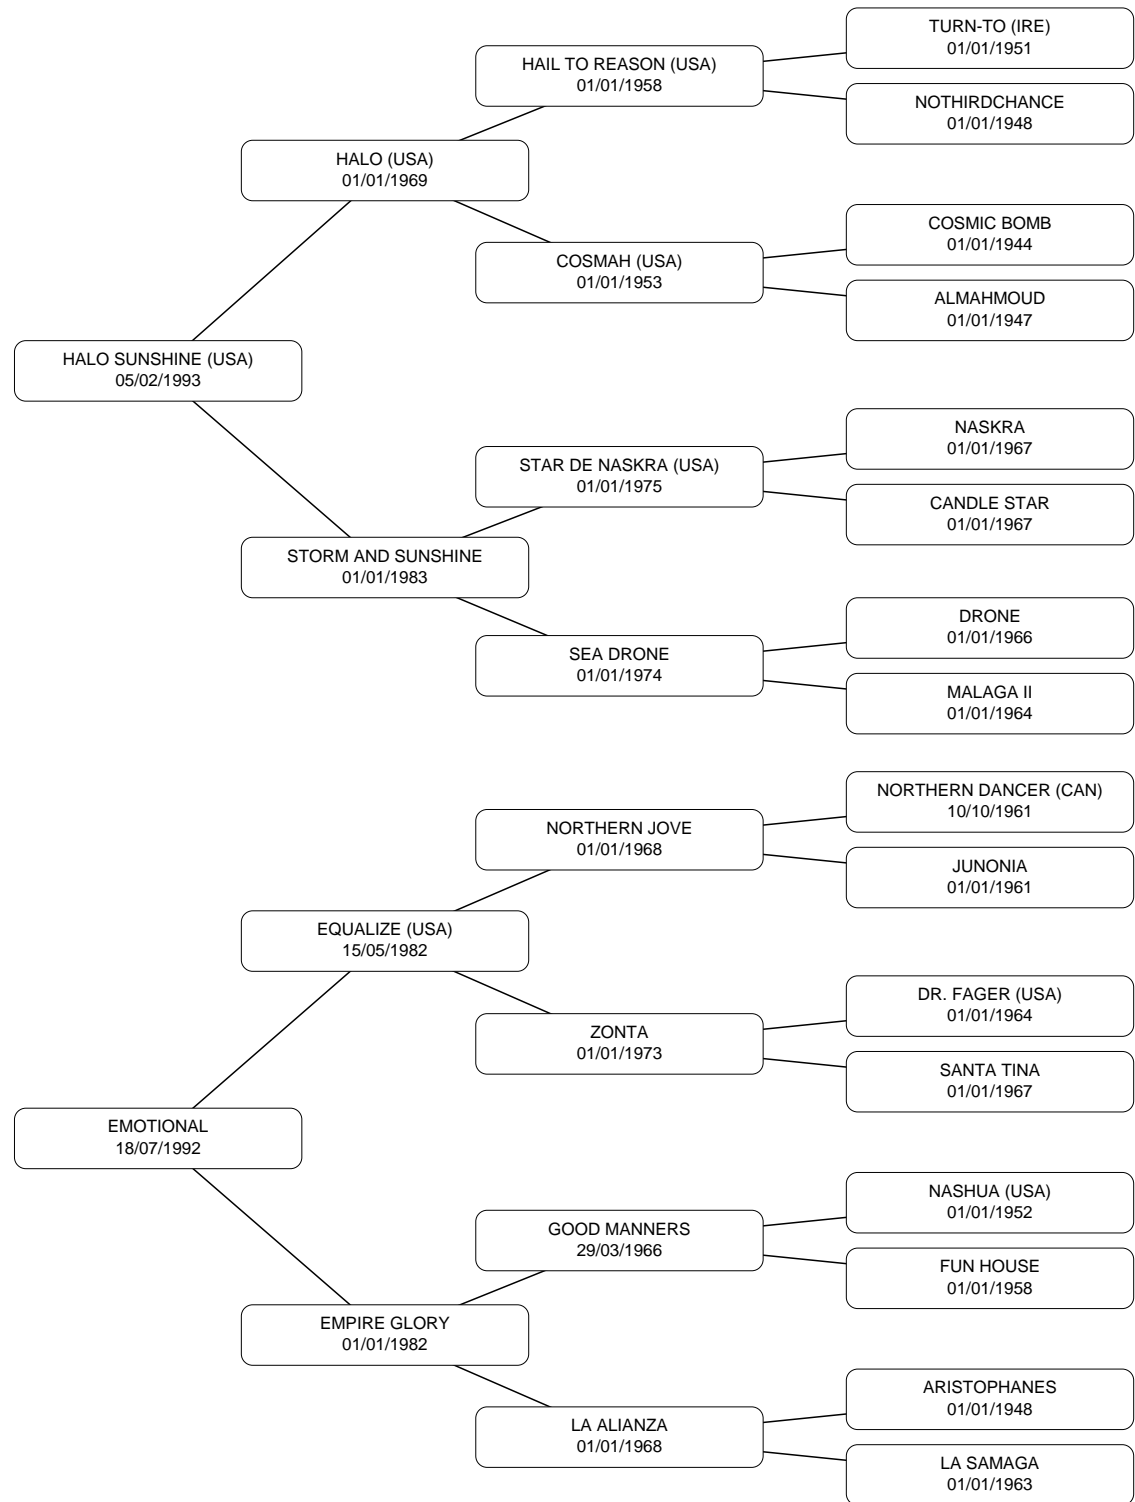 TURN-TO (IRE)
01/01/1951
HAIL TO REASON (USA)
01/01/1958
NOTHIRDCHANCE
01/01/1948
HALO (USA)
01/01/1969
COSMIC BOMB
01/01/1944
COSMAH (USA)
01/01/1953
ALMAHMOUD
01/01/1947
HALO SUNSHINE (USA)
05/02/1993
NASKRA
01/01/1967
STAR DE NASKRA (USA)
01/01/1975
CANDLE STAR
01/01/1967
STORM AND SUNSHINE
01/01/1983
DRONE
01/01/1966
SEA DRONE
01/01/1974
MALAGA II
01/01/1964
NORTHERN DANCER (CAN)
10/10/1961
NORTHERN JOVE
01/01/1968
JUNONIA
01/01/1961
EQUALIZE (USA)
15/05/1982
DR. FAGER (USA)
01/01/1964
ZONTA
01/01/1973
SANTA TINA
01/01/1967
EMOTIONAL
18/07/1992
NASHUA (USA)
01/01/1952
GOOD MANNERS
29/03/1966
FUN HOUSE
01/01/1958
EMPIRE GLORY
01/01/1982
ARISTOPHANES
01/01/1948
LA ALIANZA
01/01/1968
LA SAMAGA
01/01/1963